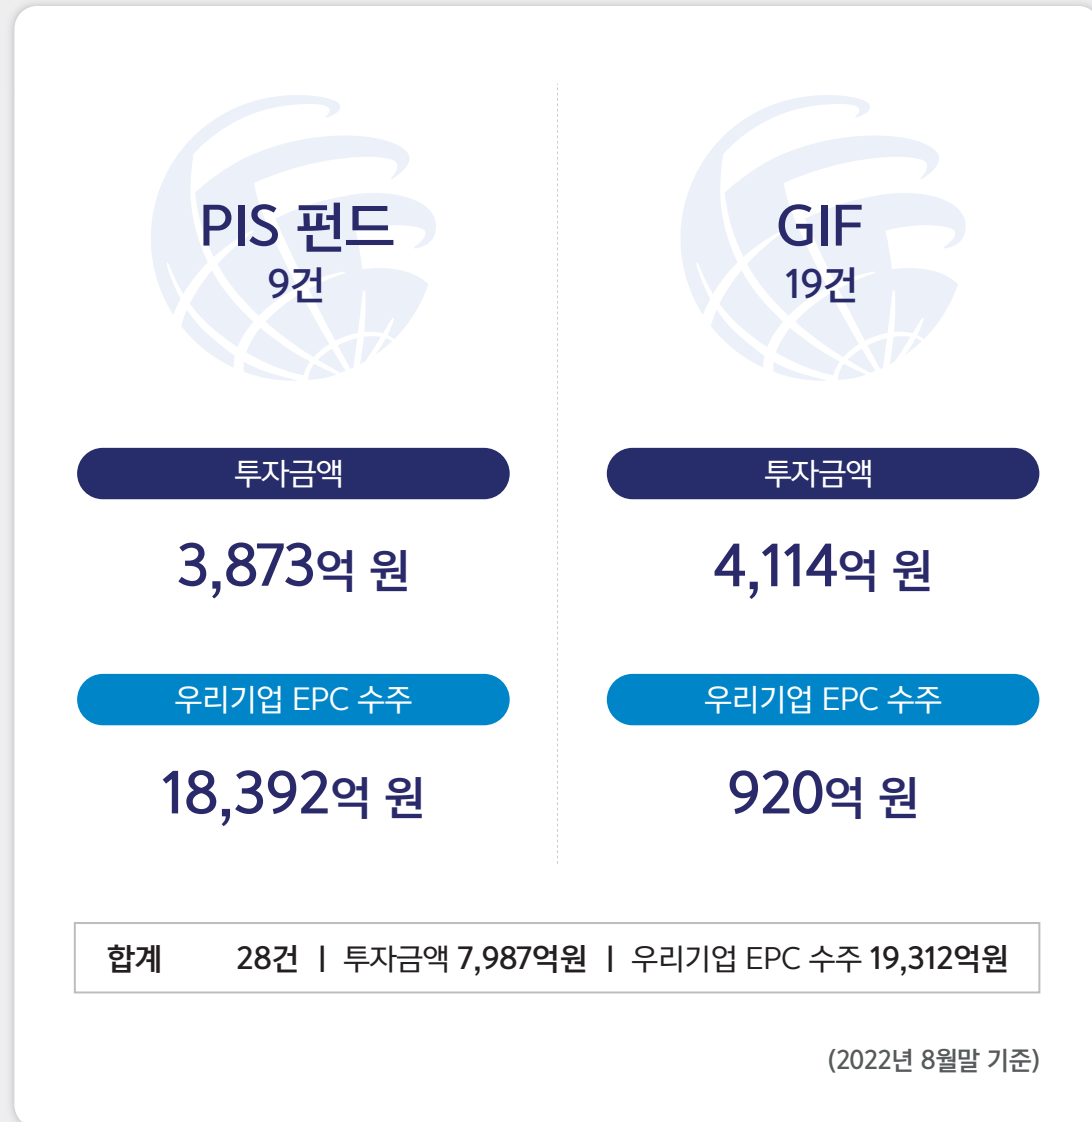 PIS 펀드
9건
투자금액
3,873억 원
우리기업 EPC 수주
18,392억 원
GIF
19건
투자금액
4,114억 원
우리기업 EPC 수주
920억 원
합계 28건 | 투자금액 7,987억원 | 우리기업 EPC 수주 19,312억원
(2022년 8월말 기준)